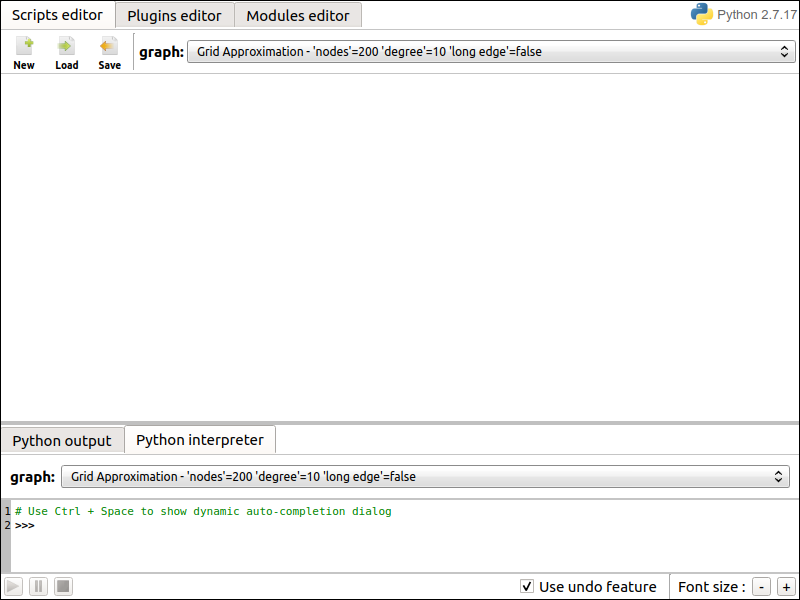 Scripts editor Plugins editor Modules editor Python 2.7.17
New Load Save graph: Grid Approximation - 'nodes'=200 'degree'=10 'long edge'=false
Python output Python interpreter
graph: Grid Approximation - 'nodes'=200 'degree'=10 'long edge'=false
1 # Use Ctrl + Space to show dynamic auto-completion dialog
2 >>>
Use undo feature Font size : - +